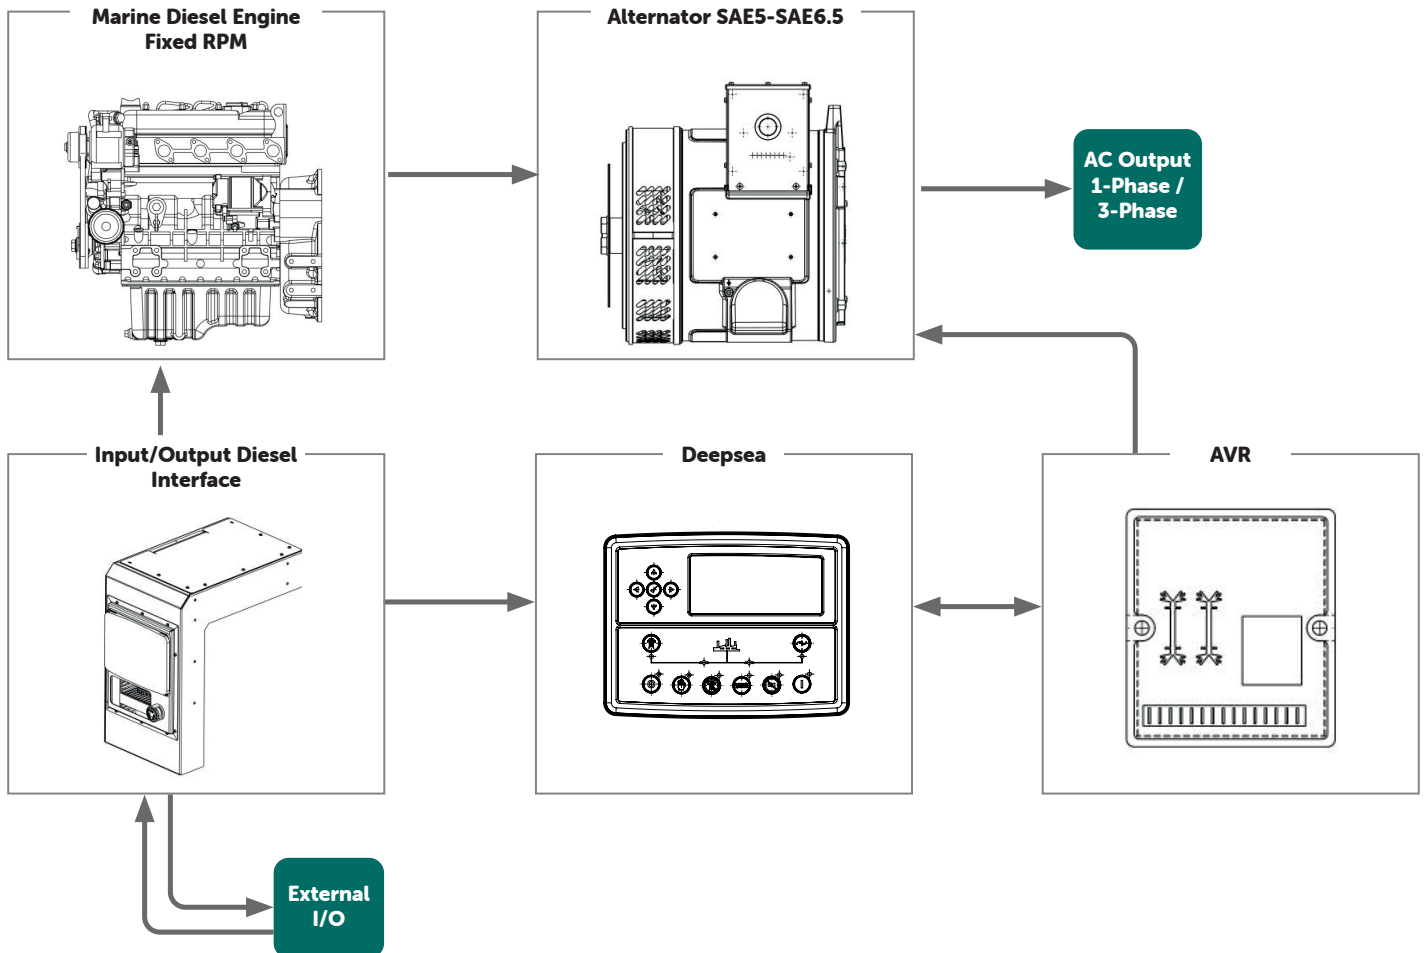 Marine Diesel Engine
Fixed RPM
Alternator SAE5-SAE6.5
AC Output
1-Phase /
3-Phase
Input/Output Diesel
Interface
Deepsea
AVR
External
I/O